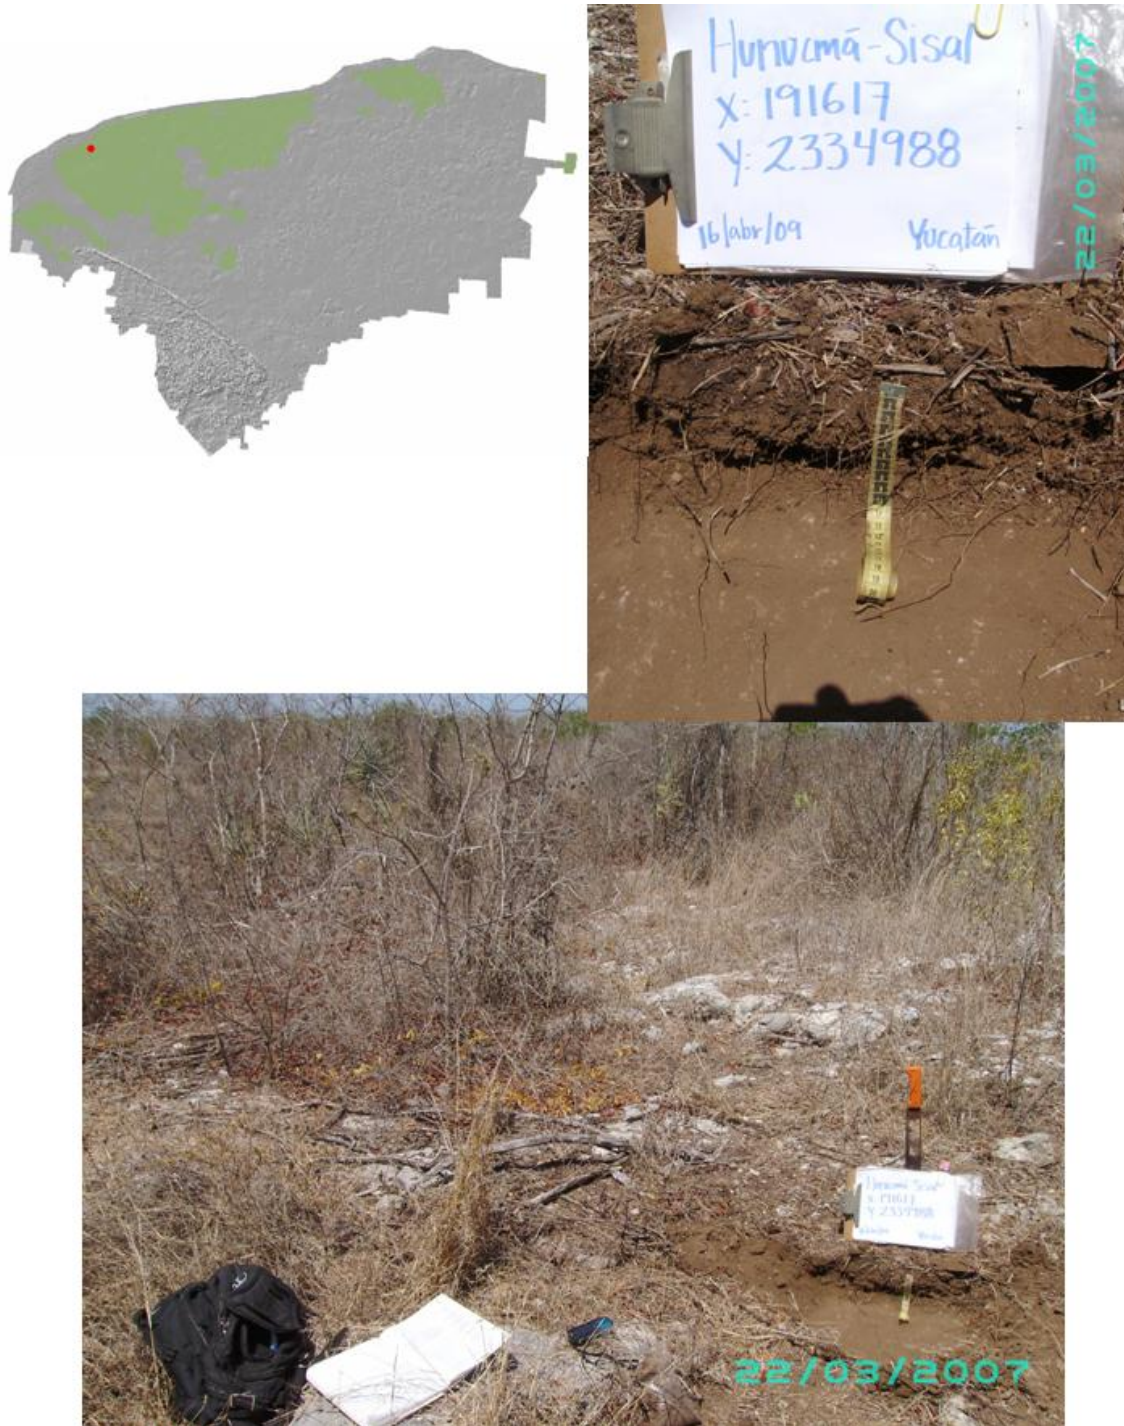 Hunucmá-Sisal
X: 191617
Y: 2334988
16/abr/09 Yucatán
22/03/2007
Hunucmá-Sisal
X: 191617
Y: 2334988
22/03/2007